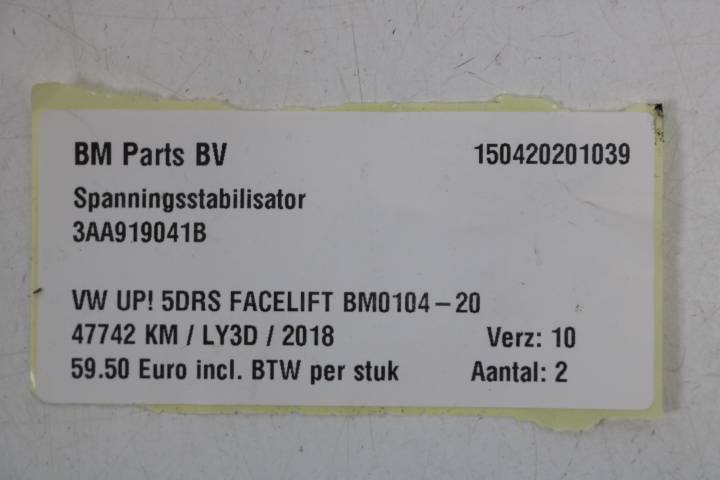 BM Parts BV 150420201039
Spanningsstabilisator
3AA919041B
VW UP! 5DRS FACELIFT BM0104-20
47742 KM / LY3D / 2018 Verz: 10
59.50 Euro incl. BTW per stuk Aantal: 2